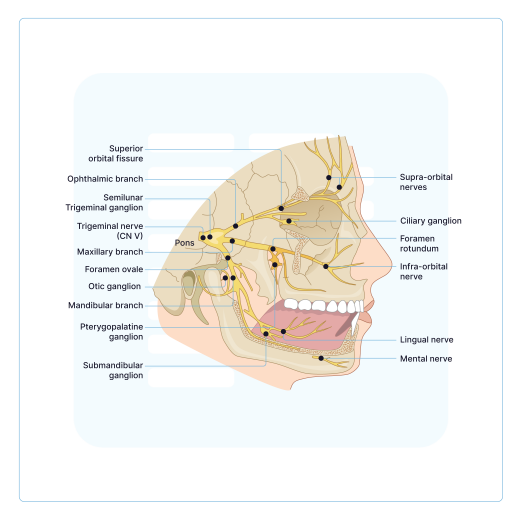 Superior
orbital fissure
Ophthalmic branch
Semilunar
Trigeminal ganglion
Trigeminal nerve
(CN V)
Pons
Maxillary branch
Foramen ovale
Otic ganglion
Mandibular branch
Pterygopalatine
ganglion
Submandibular
ganglion
Supra-orbital
nerves
Ciliary ganglion
Foramen
rotundum
Infra-orbital
nerve
Lingual nerve
Mental nerve